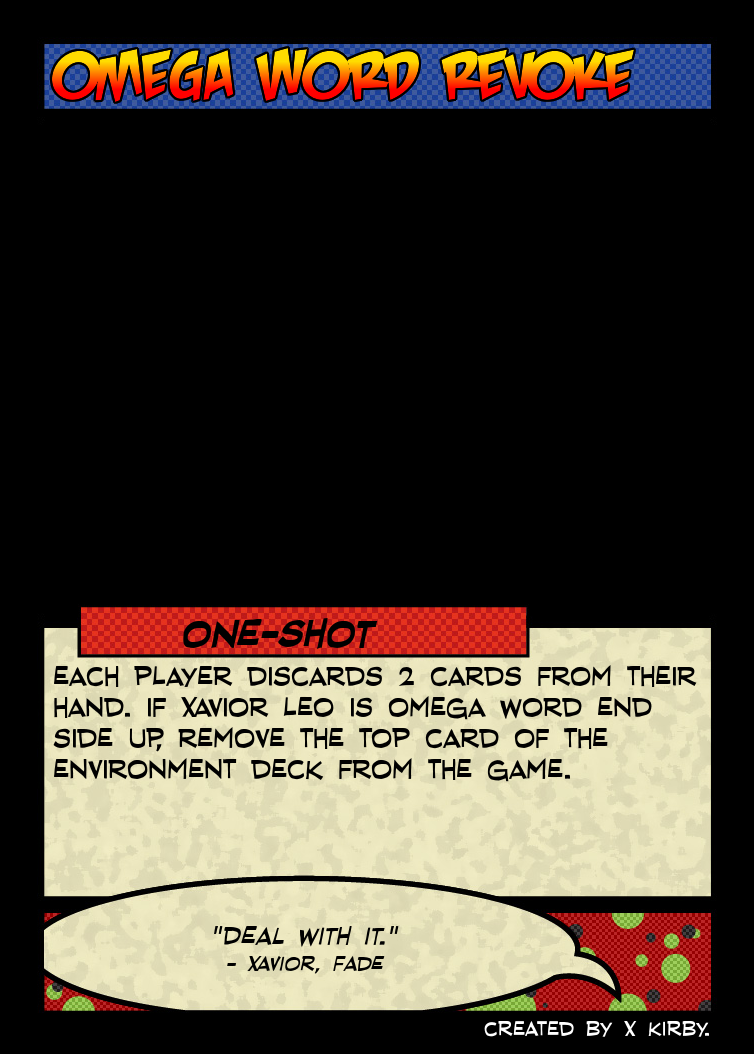 OMEGA WORD REVOKE
ONE-SHOT
EACH PLAYER DISCARDS 2 CARDS FROM THEIR
HAND. IF XAVIOR LEO IS OMEGA WORD END
SIDE UP, REMOVE THE TOP CARD OF THE
ENVIRONMENT DECK FROM THE GAME.
"DEAL WITH IT."
- XAVIOR, FADE
CREATED BY X KIRBY.